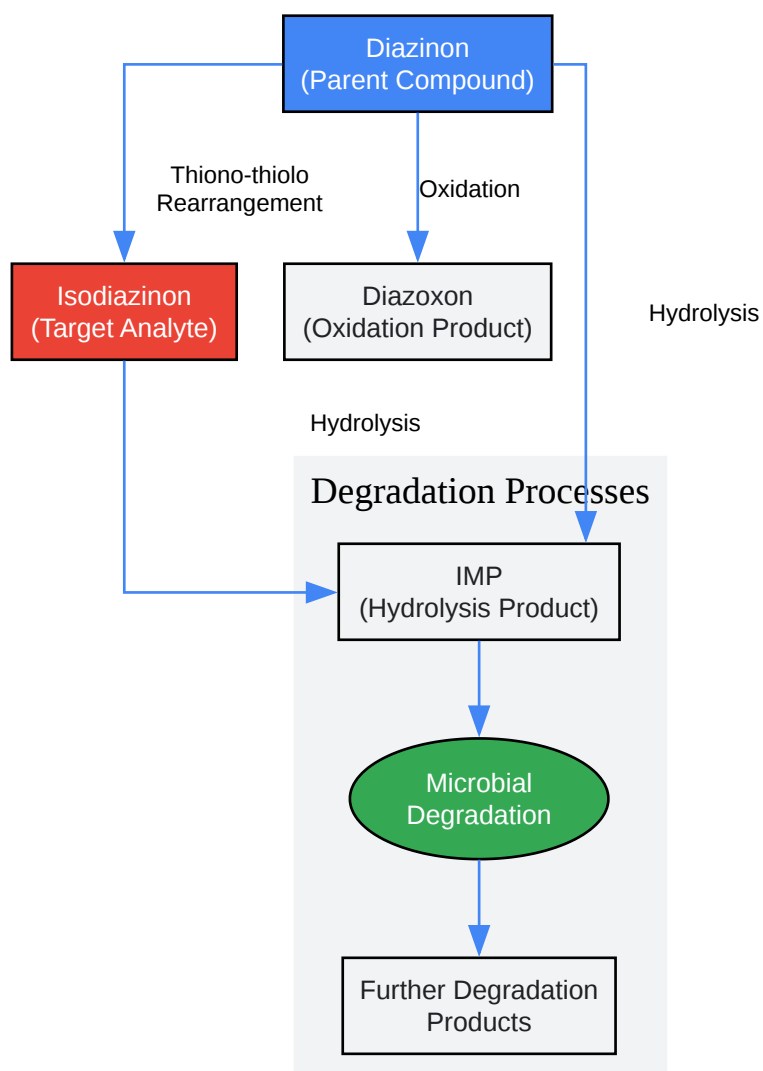 Diazinon
(Parent Compound)
Thiono-thiolo
Rearrangement
Oxidation
Isodiazinon
(Target Analyte)
Diazoxon
(Oxidation Product)
Hydrolysis
Hydrolysis
Degradation Processes
IMP
(Hydrolysis Product)
Microbial
Degradation
Further Degradation
Products